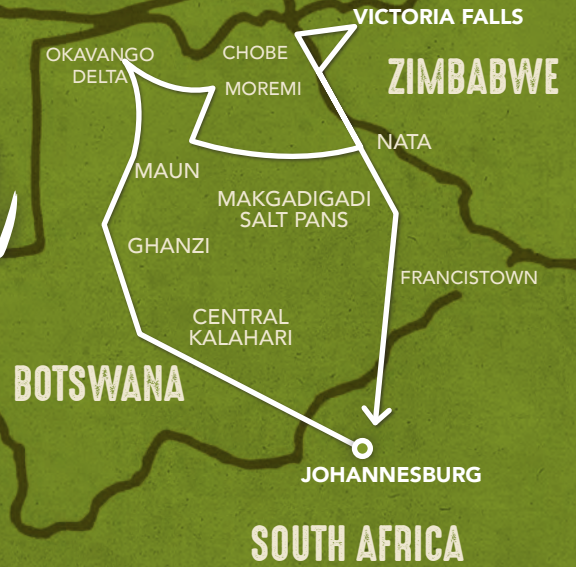 VICTORIA FALLS
OKAVANGO
DELTA
CHOBE
ZIMBABWE
MOREMI
NATA
MAUN
MAKGADIGADI
SALT PANS
GHANZI
FRANCISTOWN
CENTRAL
KALAHARI
BOTSWANA
JOHANNESBURG
SOUTH AFRICA